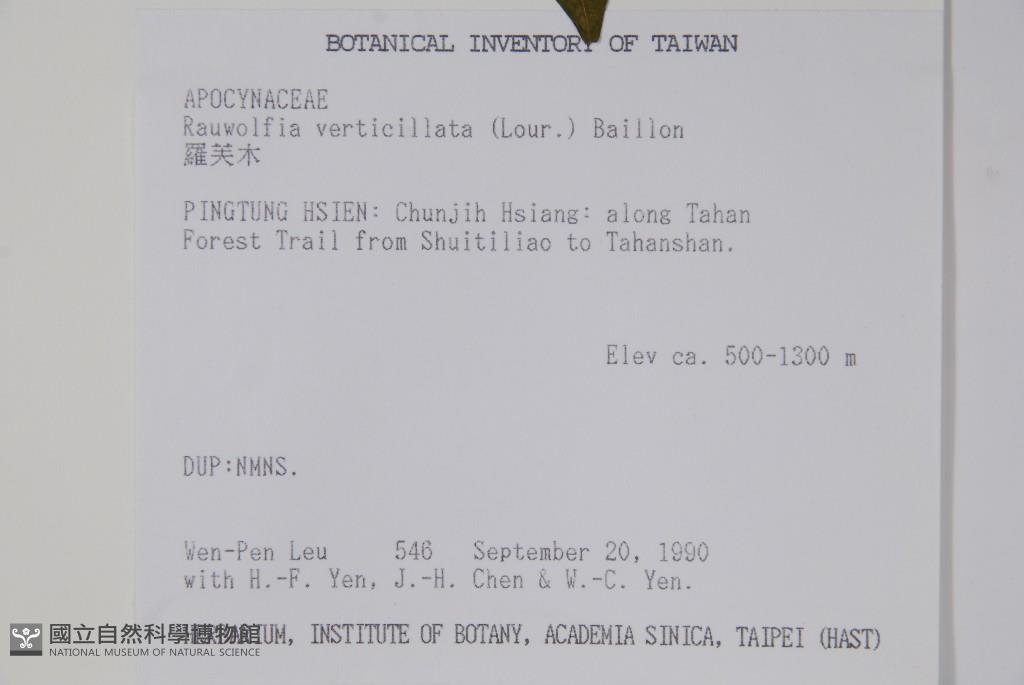 BOTANICAL INVENTORY OF TAIWAN
APOCYNACEAE
Rauwolfia verticillata (Lour.) Baillon
羅芙木
PINGTUNG HSIEN: Chunjih Hsiang: along Tahan
Forest Trail from Shuitiliao to Tahanshan.
Elev ca. 500-1300 m
DUP:NMNS.
Wen-Pen Leu 546 September 20, 1990
with H.-F. Yen, J.-H. Chen & W.-C. Yen.
HERBARIUM, INSTITUTE OF BOTANY, ACADEMIA SINICA, TAIPEI (HAST)
國立自然科學博物館
NATIONAL MUSEUM OF NATURAL SCIENCE